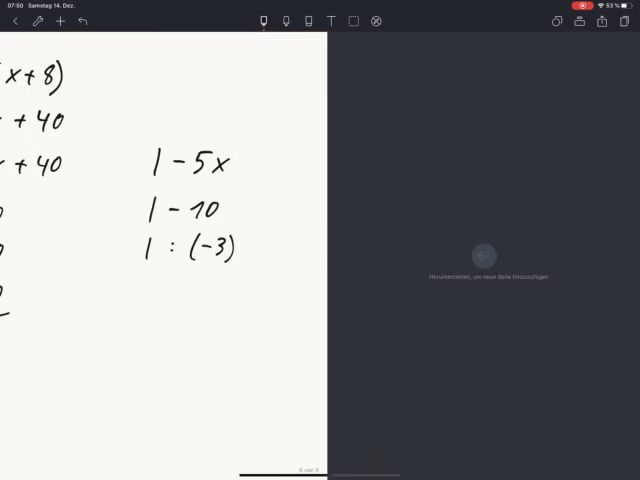 07:50 Samstag 14. Dez.
53 %
x + 8)
+ 40
+ 40 | - 5x
| - 10
| : (-3)
Herunterziehen, um neue Seite hinzuzufügen